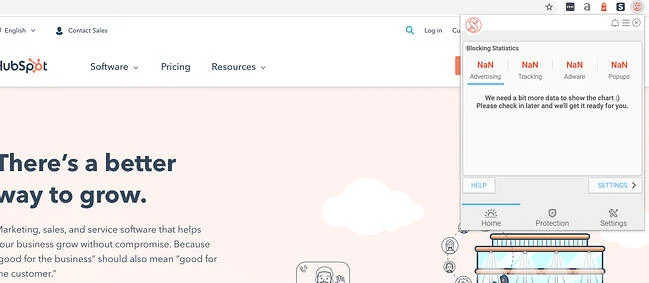 English
Contact Sales
Log in
HubSpot
Software
Pricing
Resources
There's a better
way to grow.
Marketing, sales, and service software that helps
your business grow without compromise. Because
"good for the business" should also mean "good for
the customer."
a
S
Blocking Statistics
NaN NaN NaN NaN
Advertising Tracking Adware Popups
We need a bit more data to show the chart :)
Please check in later and we'll get it ready for you.
HELP
SETTINGS
Home Protection Settings